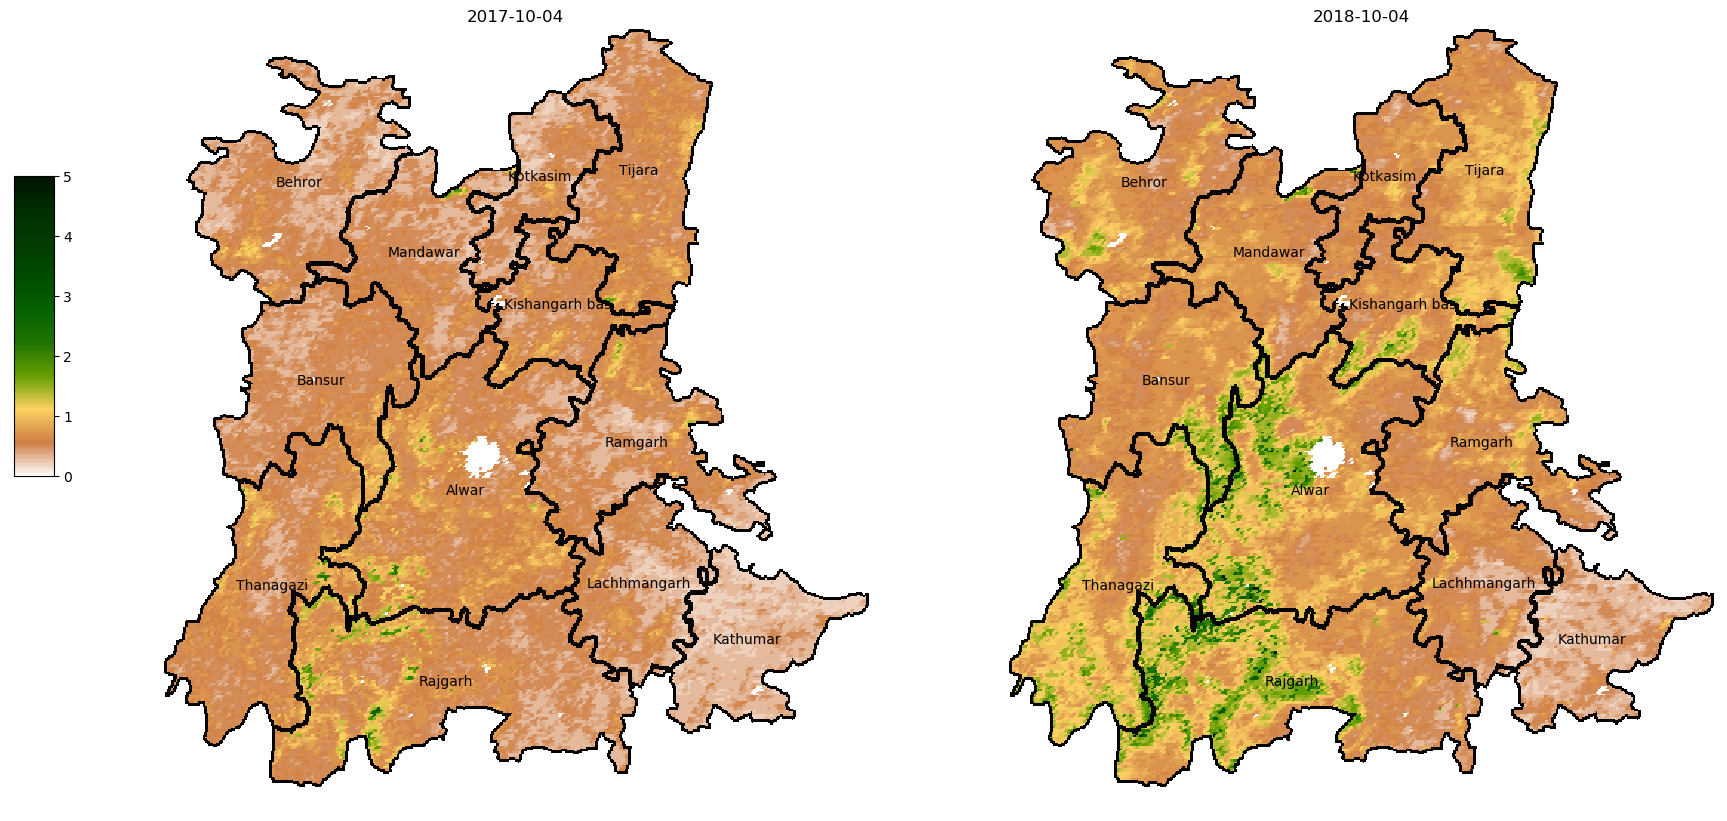 2017-10-04
2018-10-04
5
4
3
2
1
0
Behror
Kotkasim
Tijara
Mandawar
Kishangarh bas
Bansur
Ramgarh
Alwar
Thanagazi
Lachhmangarh
Kathumar
Rajgarh
Behror
Kotkasim
Tijara
Mandawar
Kishangarh bas
Bansur
Ramgarh
Alwar
Thanagazi
Lachhmangarh
Kathumar
Rajgarh